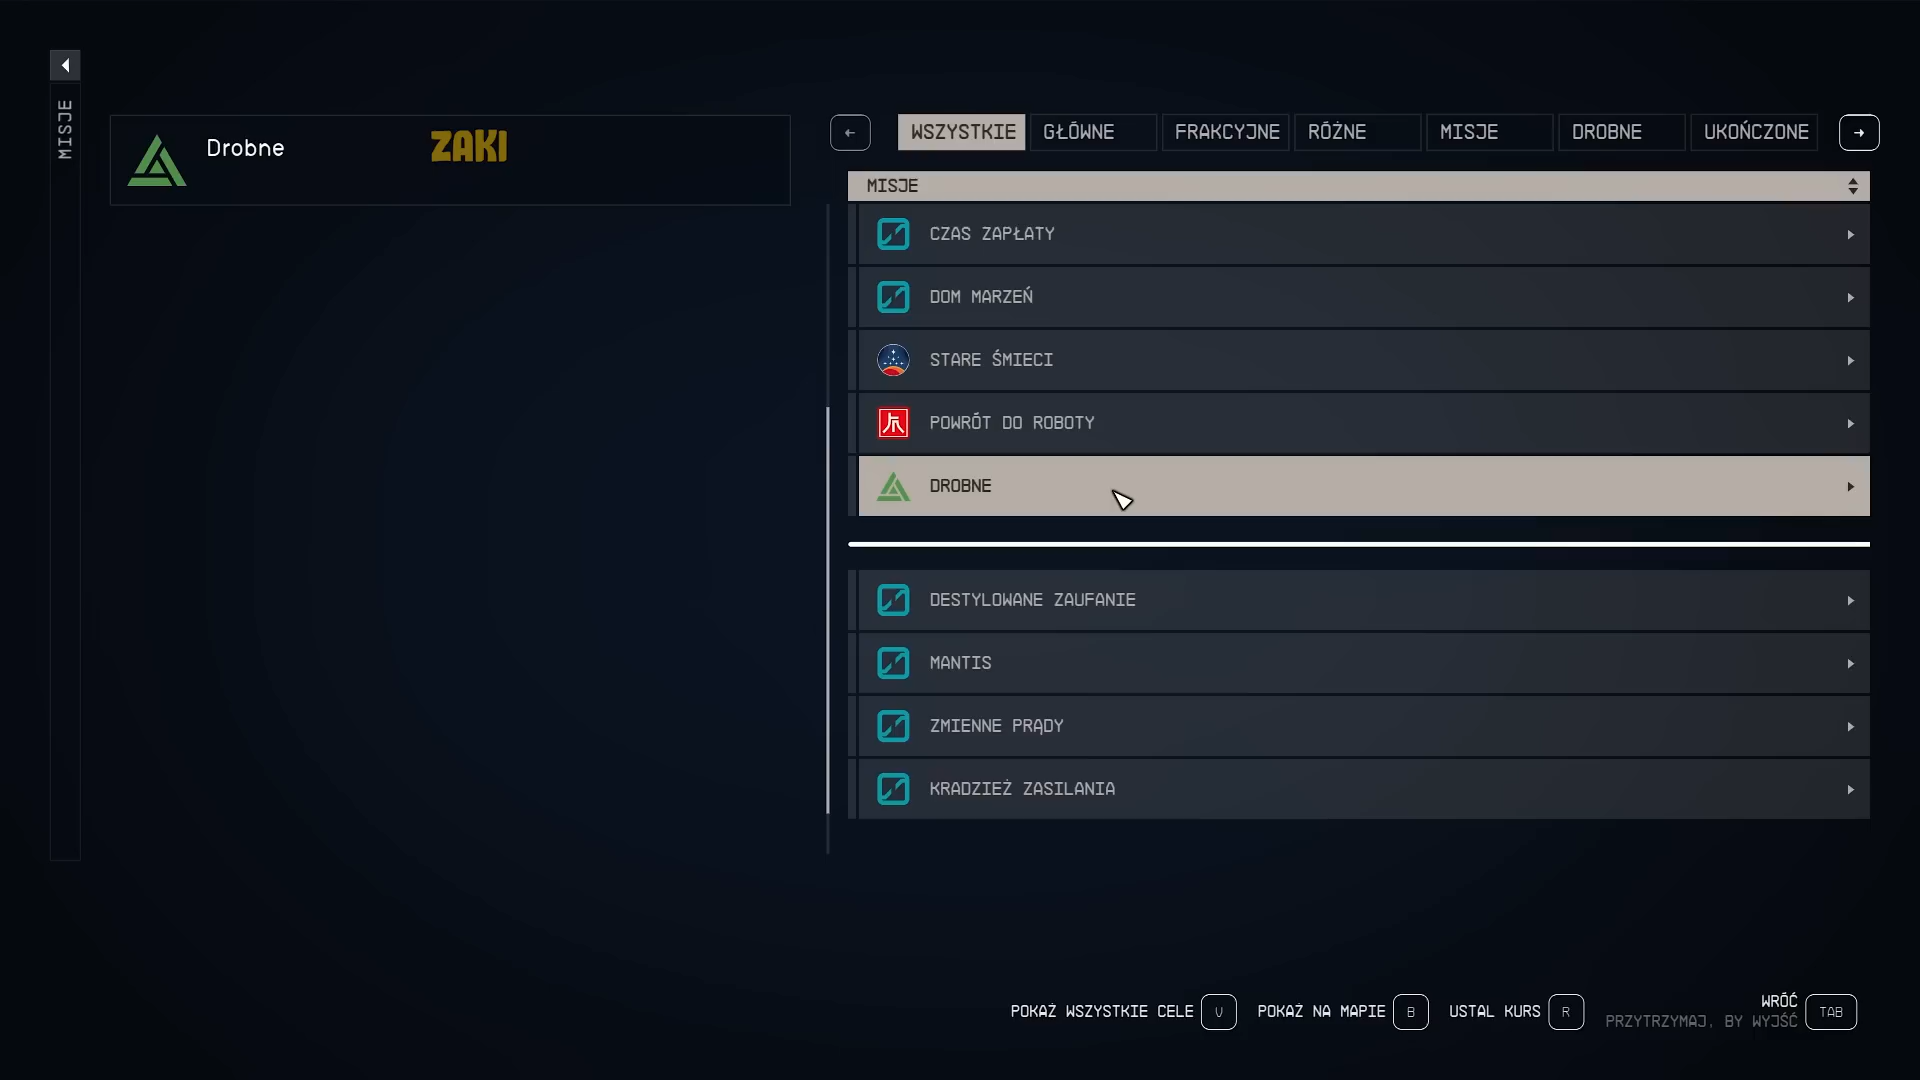 MISJE
Drobne
ZAKI
WSZYSTKIE GŁÓWNE FRAKCYJNE RÓŻNE MISJE DROBNE UKOŃCZONE
MISJE
CZAS ZAPŁATY
DOM MARZEŃ
STARE ŚMIECI
POWRÓT DO ROBOTY
DROBNE
DESTYLOWANE ZAUFANIE
MANTIS
ZMIENNE PRĄDY
KRADZIEŻ ZASILANIA
POKAŻ WSZYSTKIE CELE V POKAŻ NA MAPIE B USTAL KURS R WRÓĆ TAB
PRZYTRZYMAJ, BY WYJŚĆ